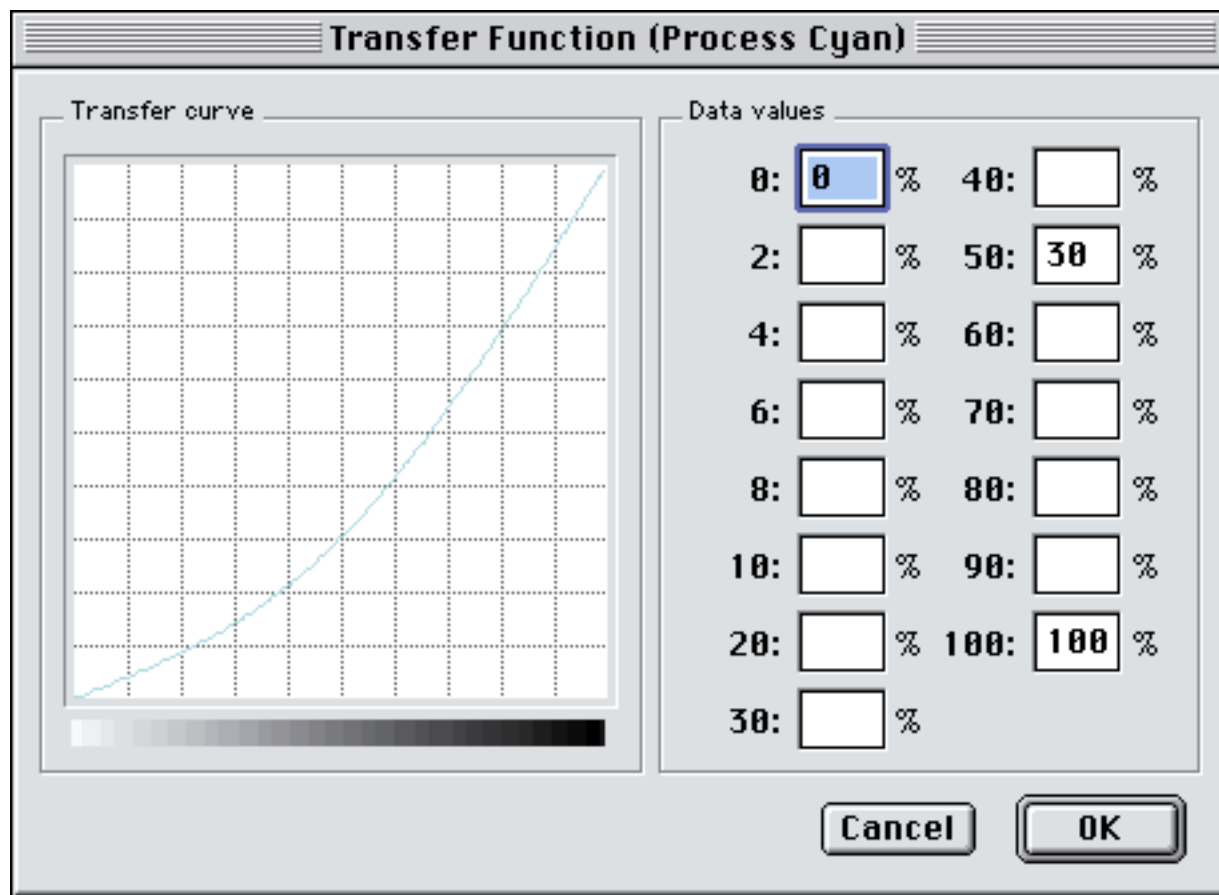 Transfer Function (Process Cyan)
Transfer curve
Data values
0: 0 % 40: %
2: % 50: 30 %
4: % 60: %
6: % 70: %
8: % 80: %
10: % 90: %
20: % 100: 100 %
30: %
Cancel OK